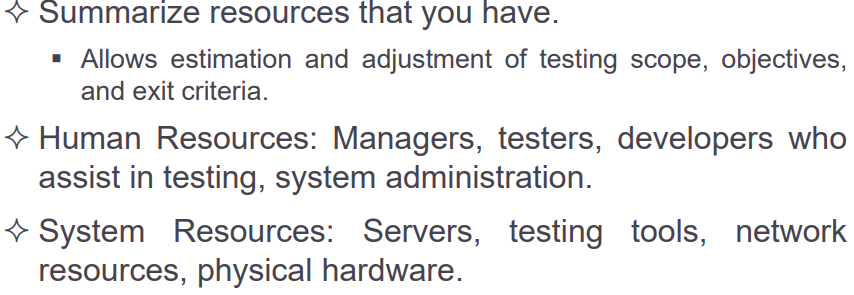 ✧ Summarize resources that you have.
▪ Allows estimation and adjustment of testing scope, objectives,
and exit criteria.
✧ Human Resources: Managers, testers, developers who
assist in testing, system administration.
✧ System Resources: Servers, testing tools, network
resources, physical hardware.